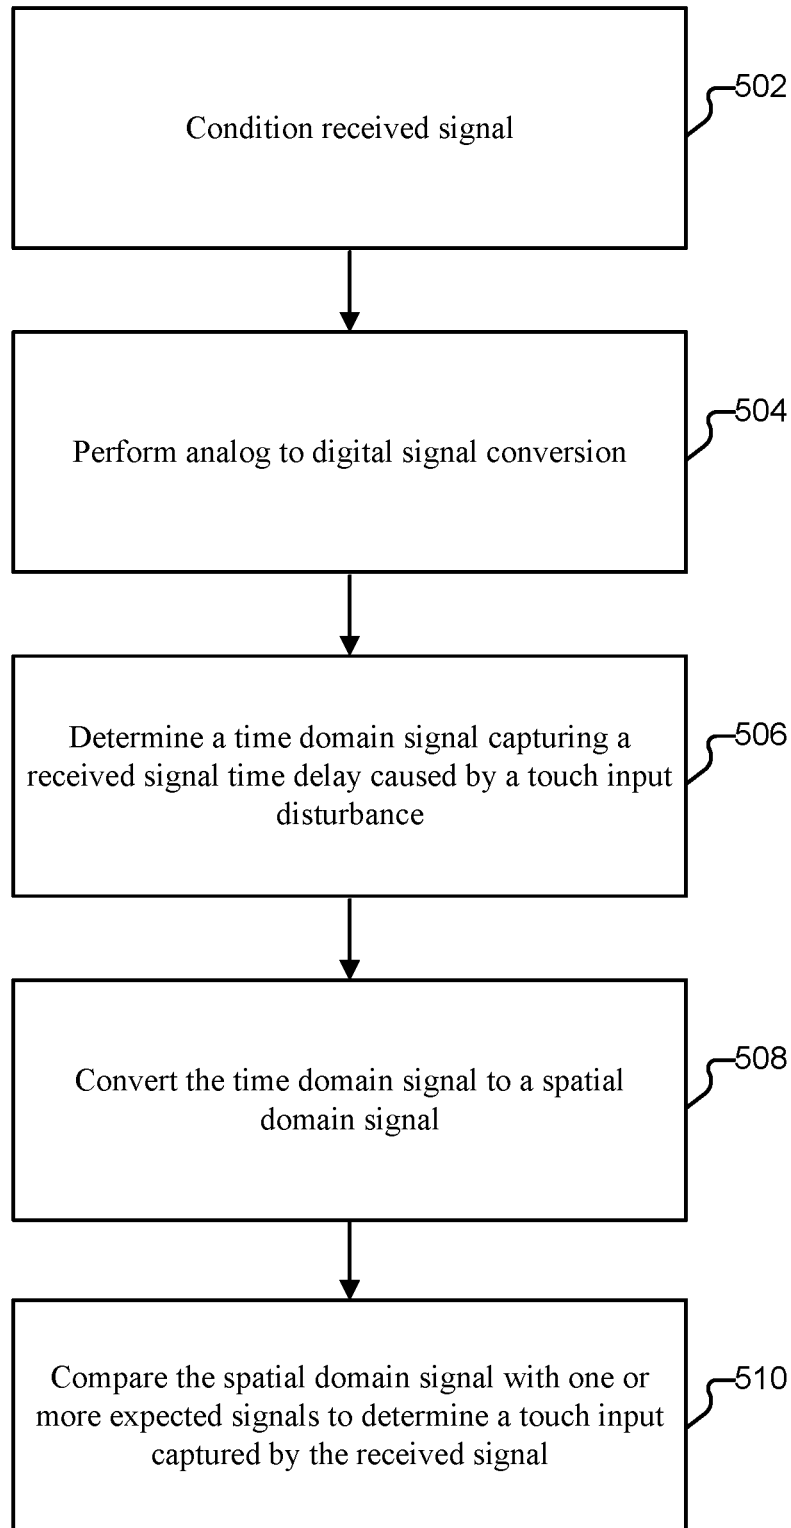 Condition received signal
502
Perform analog to digital signal conversion
504
Determine a time domain signal capturing a
received signal time delay caused by a touch input
disturbance
506
Convert the time domain signal to a spatial
domain signal
508
Compare the spatial domain signal with one or
more expected signals to determine a touch input
captured by the received signal
510